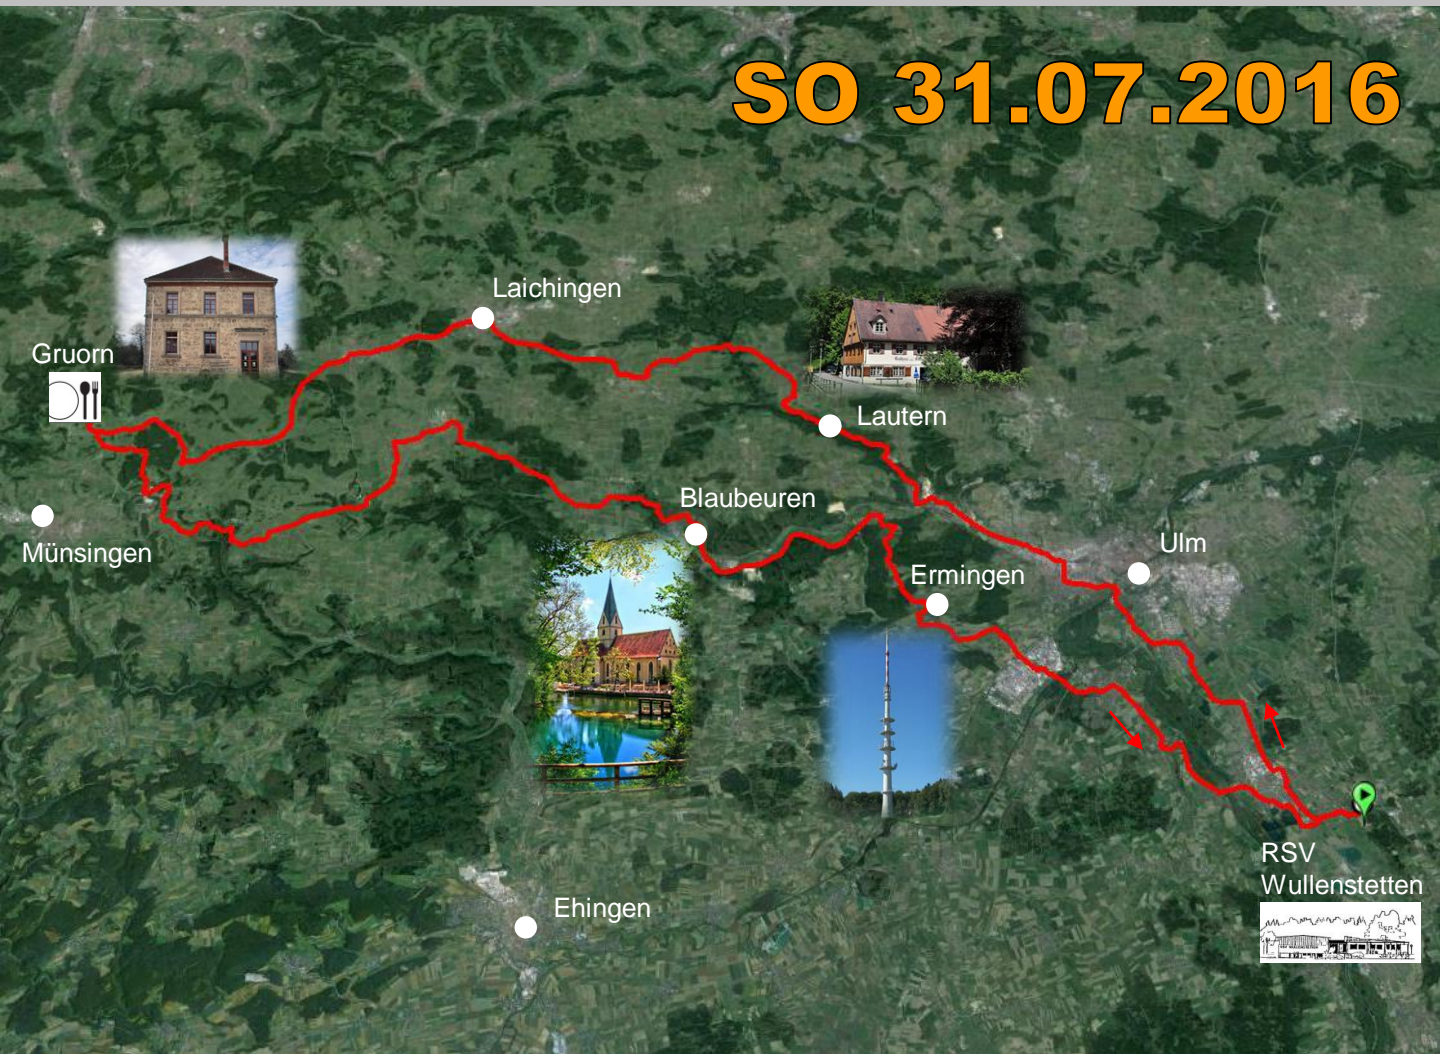 SO 31.07.2016
Laichingen
Gruorn
Lautern
Blaubeuren
Münsingen
Ulm
Ermingen
RSV
Wullenstetten
Ehingen